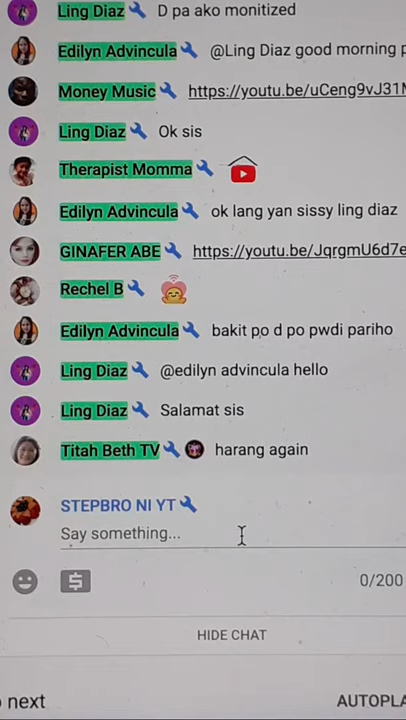 Ling Diaz D pa ako monitized
Edilyn Advincula @Ling Diaz good morning p
Money Music https://youtu.be/uCeng9vJ31M
Ling Diaz Ok sis
Therapist Momma
Edilyn Advincula ok lang yan sissy ling diaz
GINAFER ABE https://youtu.be/JqrgmU6d7e
Rechel B
Edilyn Advincula bakit po d po pwdi pariho
Ling Diaz @edilyn advincula hello
Ling Diaz Salamat sis
Titah Beth TV harang again
STEPBRO NI YT
Say something...
0/200
HIDE CHAT
o next AUTOPLA